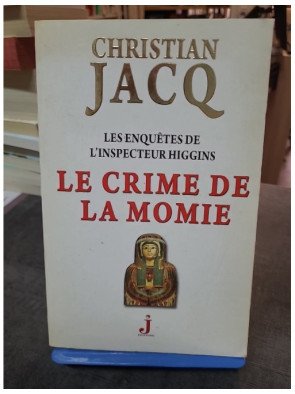 CHRISTIAN
JACQ
LES ENQUÊTES DE
L'INSPECTEUR HIGGINS
LE CRIME DE
LA MOMIE
J